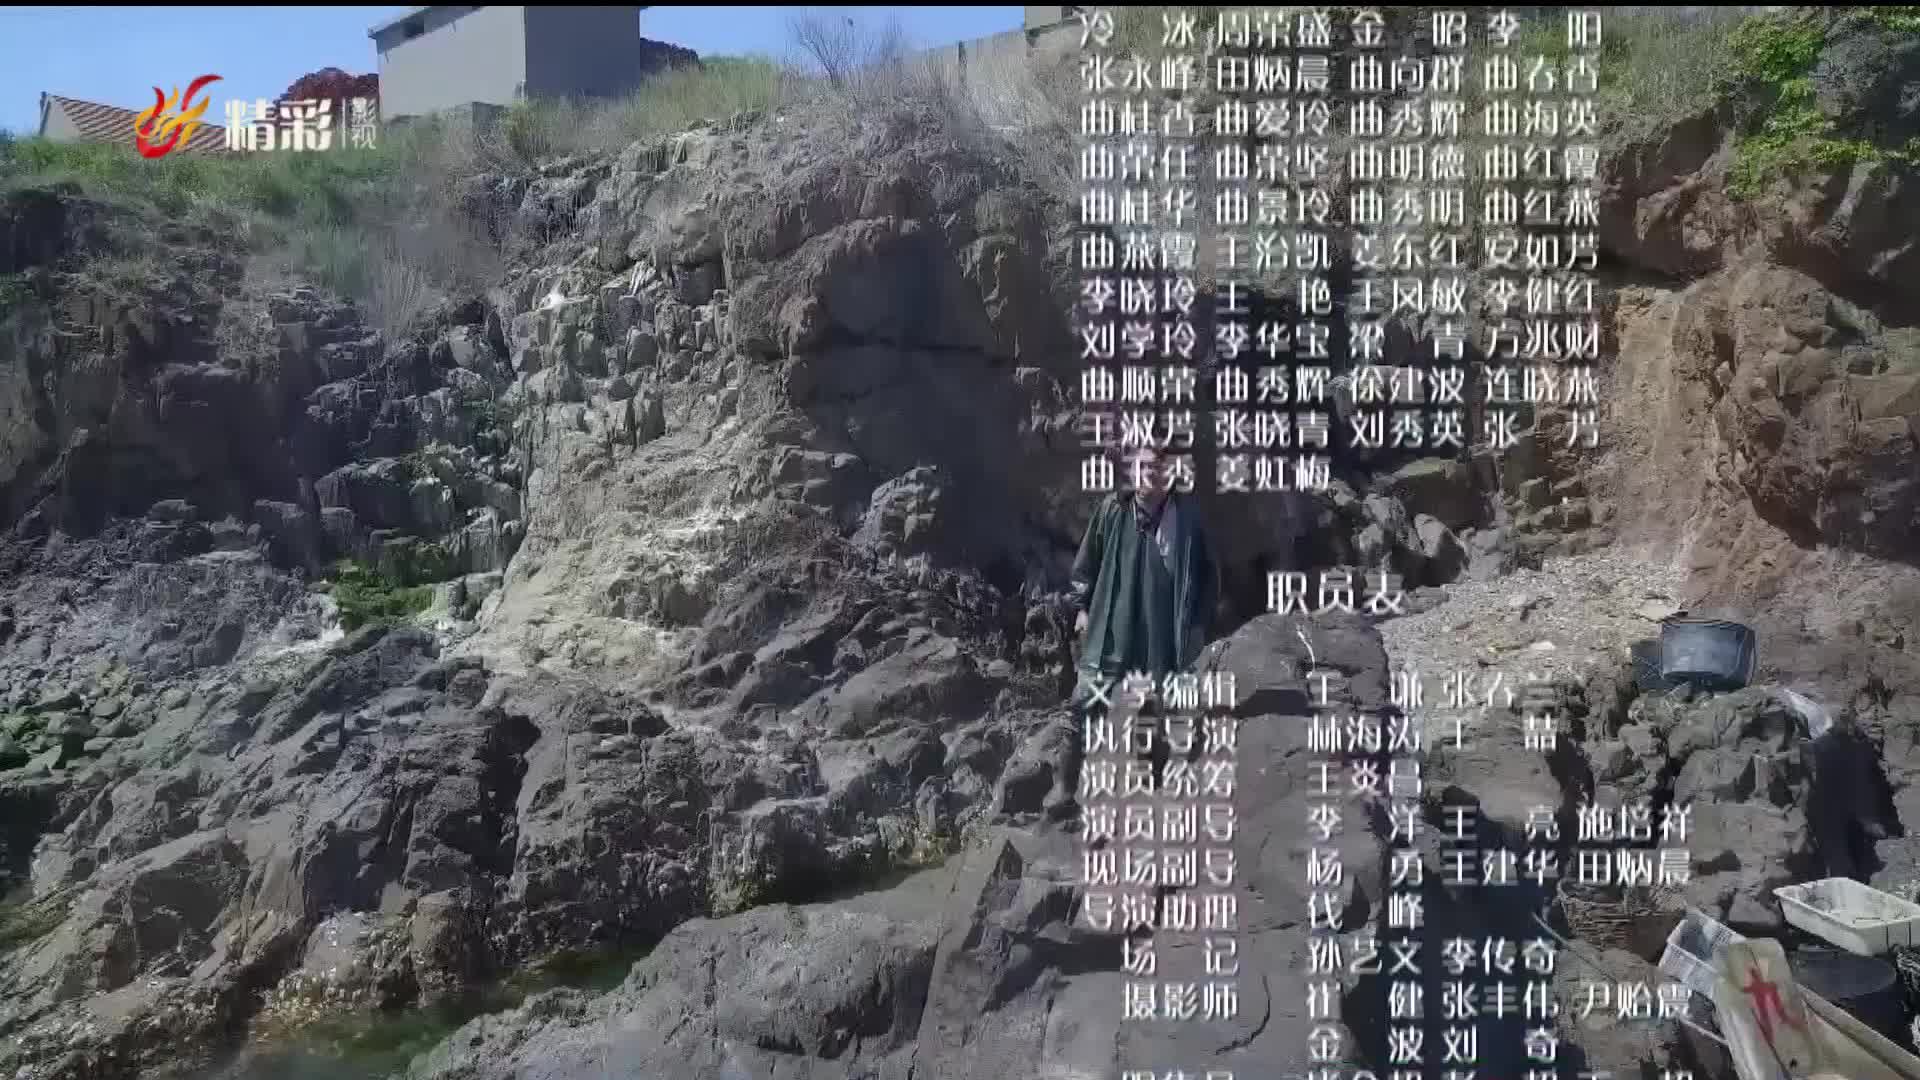 精彩 影视
冷 冰 周荣盛 金 昭 李 阳
张永峰 田炳晨 曲向群 曲春香
曲桂香 曲爱玲 曲秀辉 曲海英
曲荣任 曲荣坚 曲明德 曲红霞
曲桂华 曲景玲 曲秀明 曲红燕
曲燕霞 王治凯 姜东红 安如芳
李晓玲 王 艳 王风敏 李健红
刘学玲 李华宝 梁 青 方兆财
曲顺荣 曲秀辉 徐建波 连晓燕
王淑芳 张晓青 刘秀英 张 丹
曲玉秀 姜虹梅
职员表
文学编辑 王 谦 张春兰
执行导演 林海涛 王 喆
演员统筹 王炎昌
演员副导 李 洋 王 亮 施培祥
现场副导 杨 勇 王建华 田炳晨
导演助理 代 峰
场 记 孙艺文 李传奇
摄影师 崔 健 张丰伟 尹贻震
金 波 刘 奇